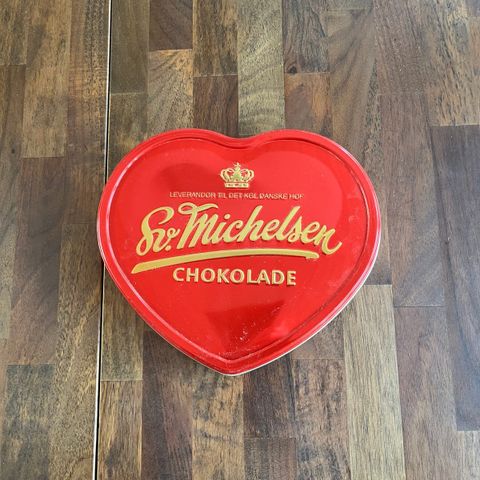 LEVERANDØR TIL DET KGL DANSKE HOF
Sv. Michelsen
CHOKOLADE